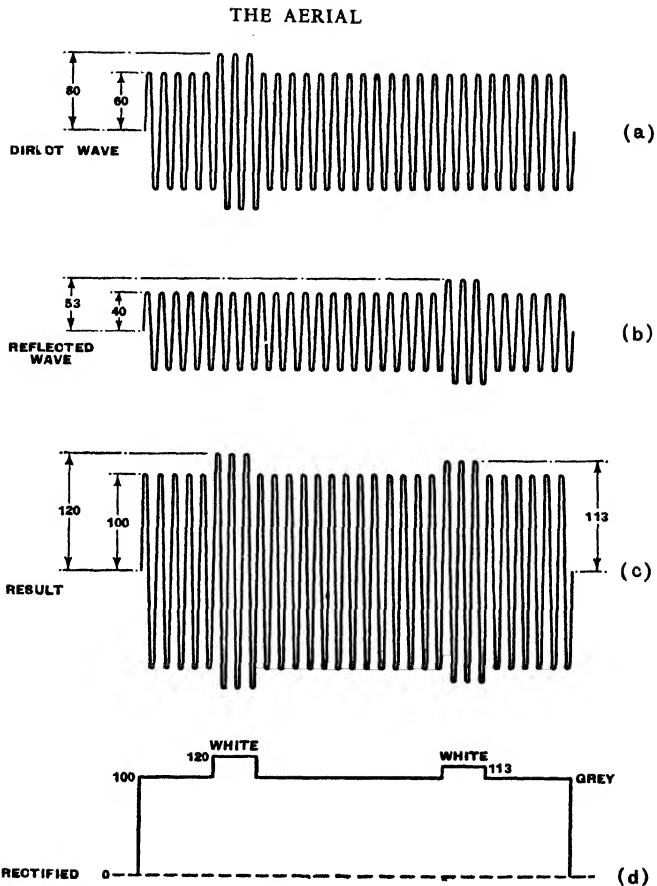 THE AERIAL
80
60
(a)
DIRLOT WAVE
53
40
(b)
REFLECTED
WAVE
120
100
113
(c)
RESULT
WHITE
120
WHITE
113
100
GREY
RECTIFIED 0
(d)